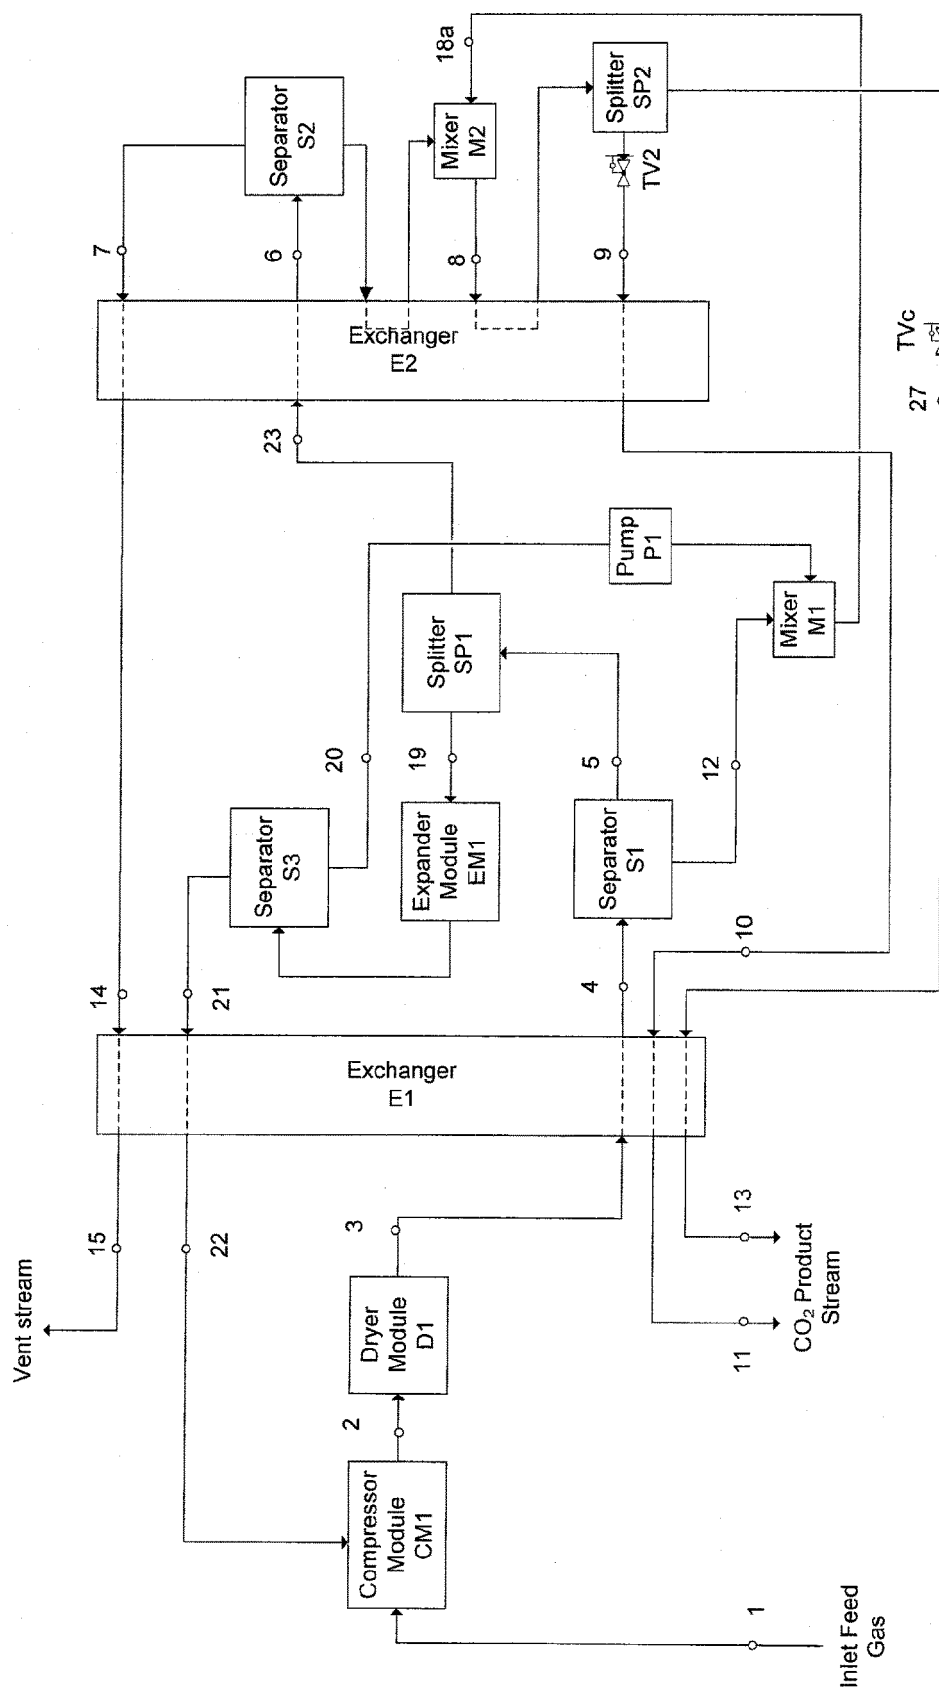 Vent stream
15
14
7
Separator
S2
6
Mixer
M2
18a
8
Splitter
SP2
TV2
9
Exchanger
E2
23
22
21
Separator
S3
20
Splitter
SP1
19
Expander
Module
EM1
Pump
P1
Mixer
M1
5
12
Separator
S1
4
10
Exchanger
E1
3
Dryer
Module
D1
2
Compressor
Module
CM1
1
Inlet Feed
Gas
11
13
CO₂ Product
Stream
TVc
27